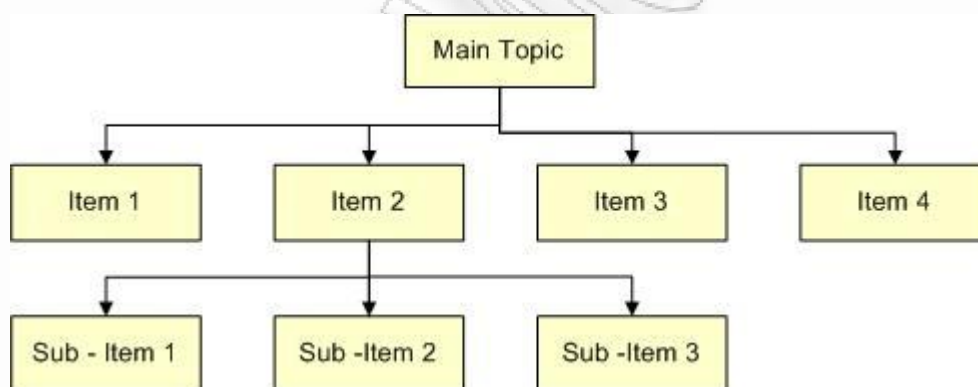 Main Topic
Item 1
Item 2
Item 3
Item 4
Sub - Item 1
Sub -Item 2
Sub -Item 3